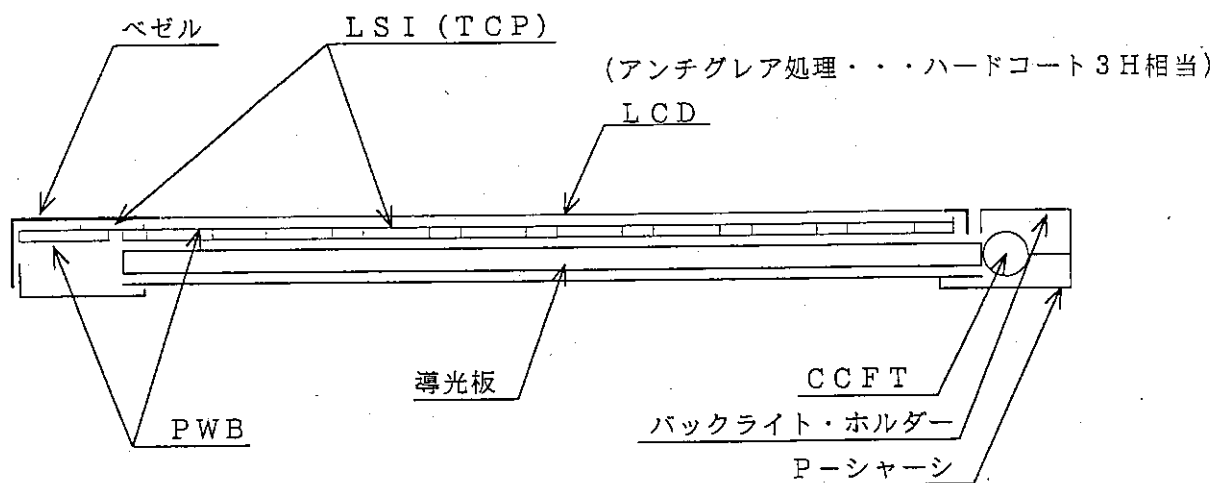 ベゼル
LSI(TCP)
(アンチグレア処理・・・ハードコート3H相当)
LCD
導光板
CCFT
PWB
バックライト・ホルダー
P-シャーシ